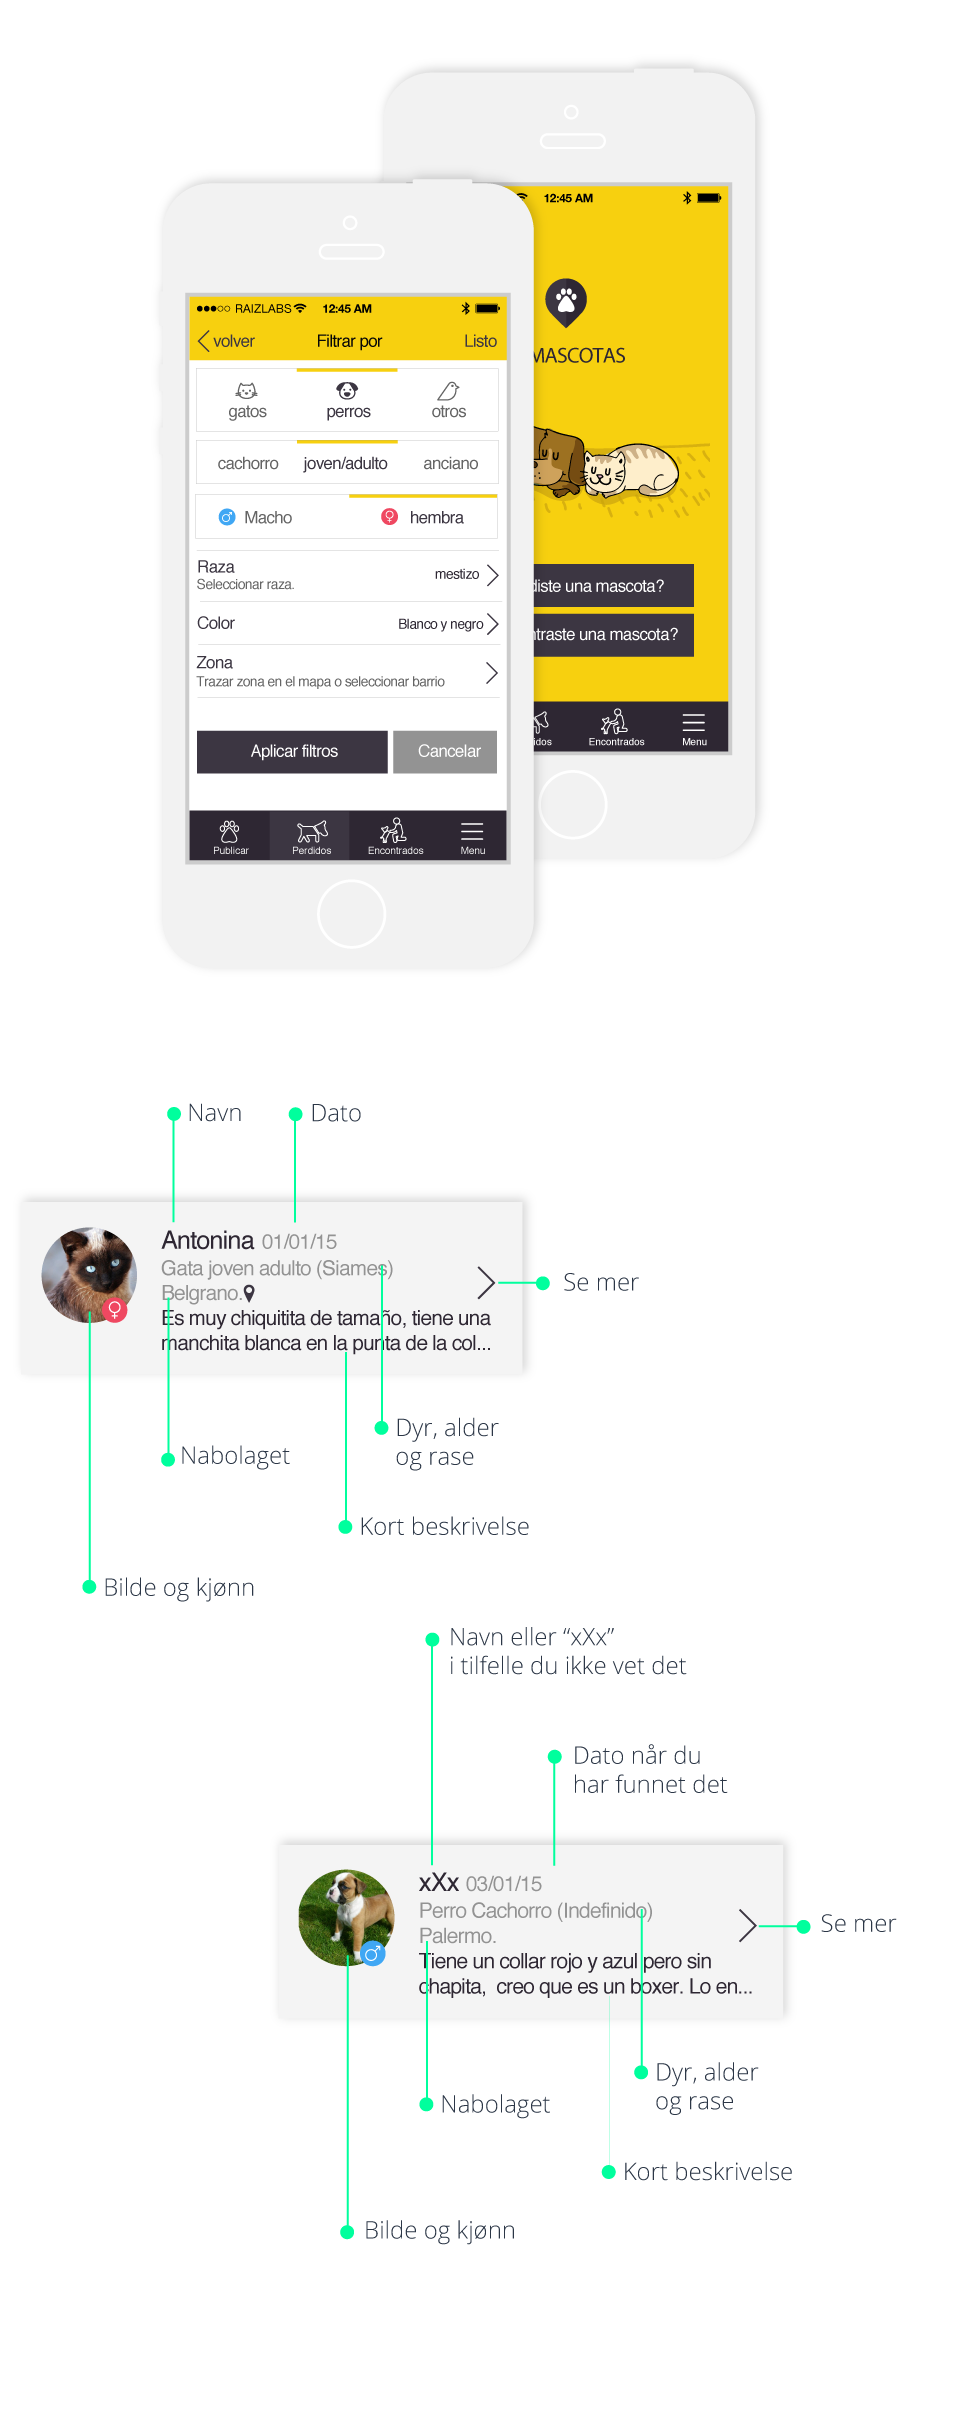 12:45 AM
MASCOTAS
una mascota?
una mascota?
Encontrados
Menu
RAIZLABS
12:45 AM
volver
Filtrar por
Listo
gatos
perros
otros
cachorro
joven/adulto
anciano
Macho
hembra
Raza
Seleccionar raza.
mestizo
Color
Blanco y negro
Zona
Trazar zona en el mapa o seleccionar barrio
Aplicar filtros
Cancelar
Publicar
Perdidos
Encontrados
Menu
Navn
Dato
Antonina 01/01/15
Gata joven adulto (Siames)
Belgrano.
Es muy chiquitita de tamaño, tiene una
manchita blanca en la punta de la col...
Se mer
Dyr, alder
og rase
Nabolaget
Kort beskrivelse
Bilde og kjønn
Navn eller “xXx”
i tilfelle du ikke vet det
Dato når du
har funnet det
xXx 03/01/15
Perro Cachorro (Indefinido)
Palermo.
Tiene un collar rojo y azul pero sin
chapita,  creo que es un boxer. Lo en...
Se mer
Dyr, alder
og rase
Nabolaget
Kort beskrivelse
Bilde og kjønn